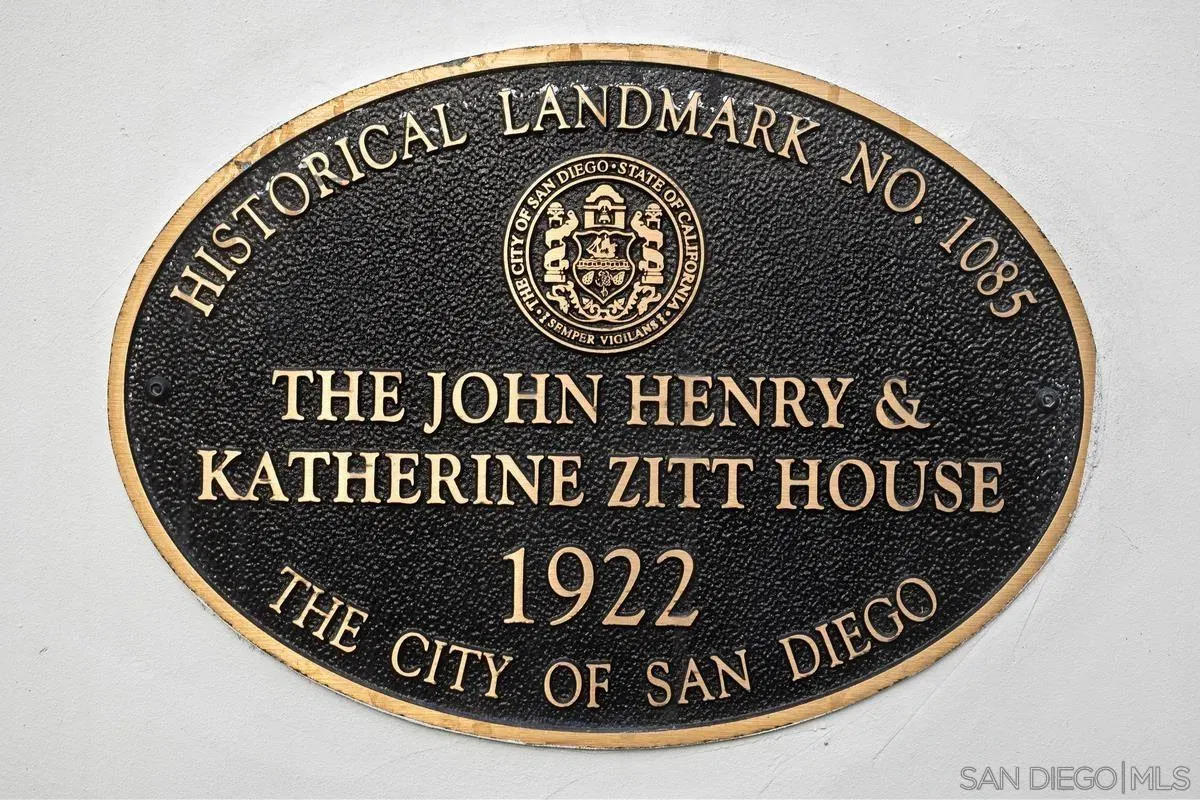 HISTORICAL LANDMARK NO. 1085
THE CITY OF SAN DIEGO • STATE OF CALIFORNIA
SEMPER VIGILANS
THE JOHN HENRY &
KATHERINE ZITT HOUSE
1922
THE CITY OF SAN DIEGO
SAN DIEGO|MLS